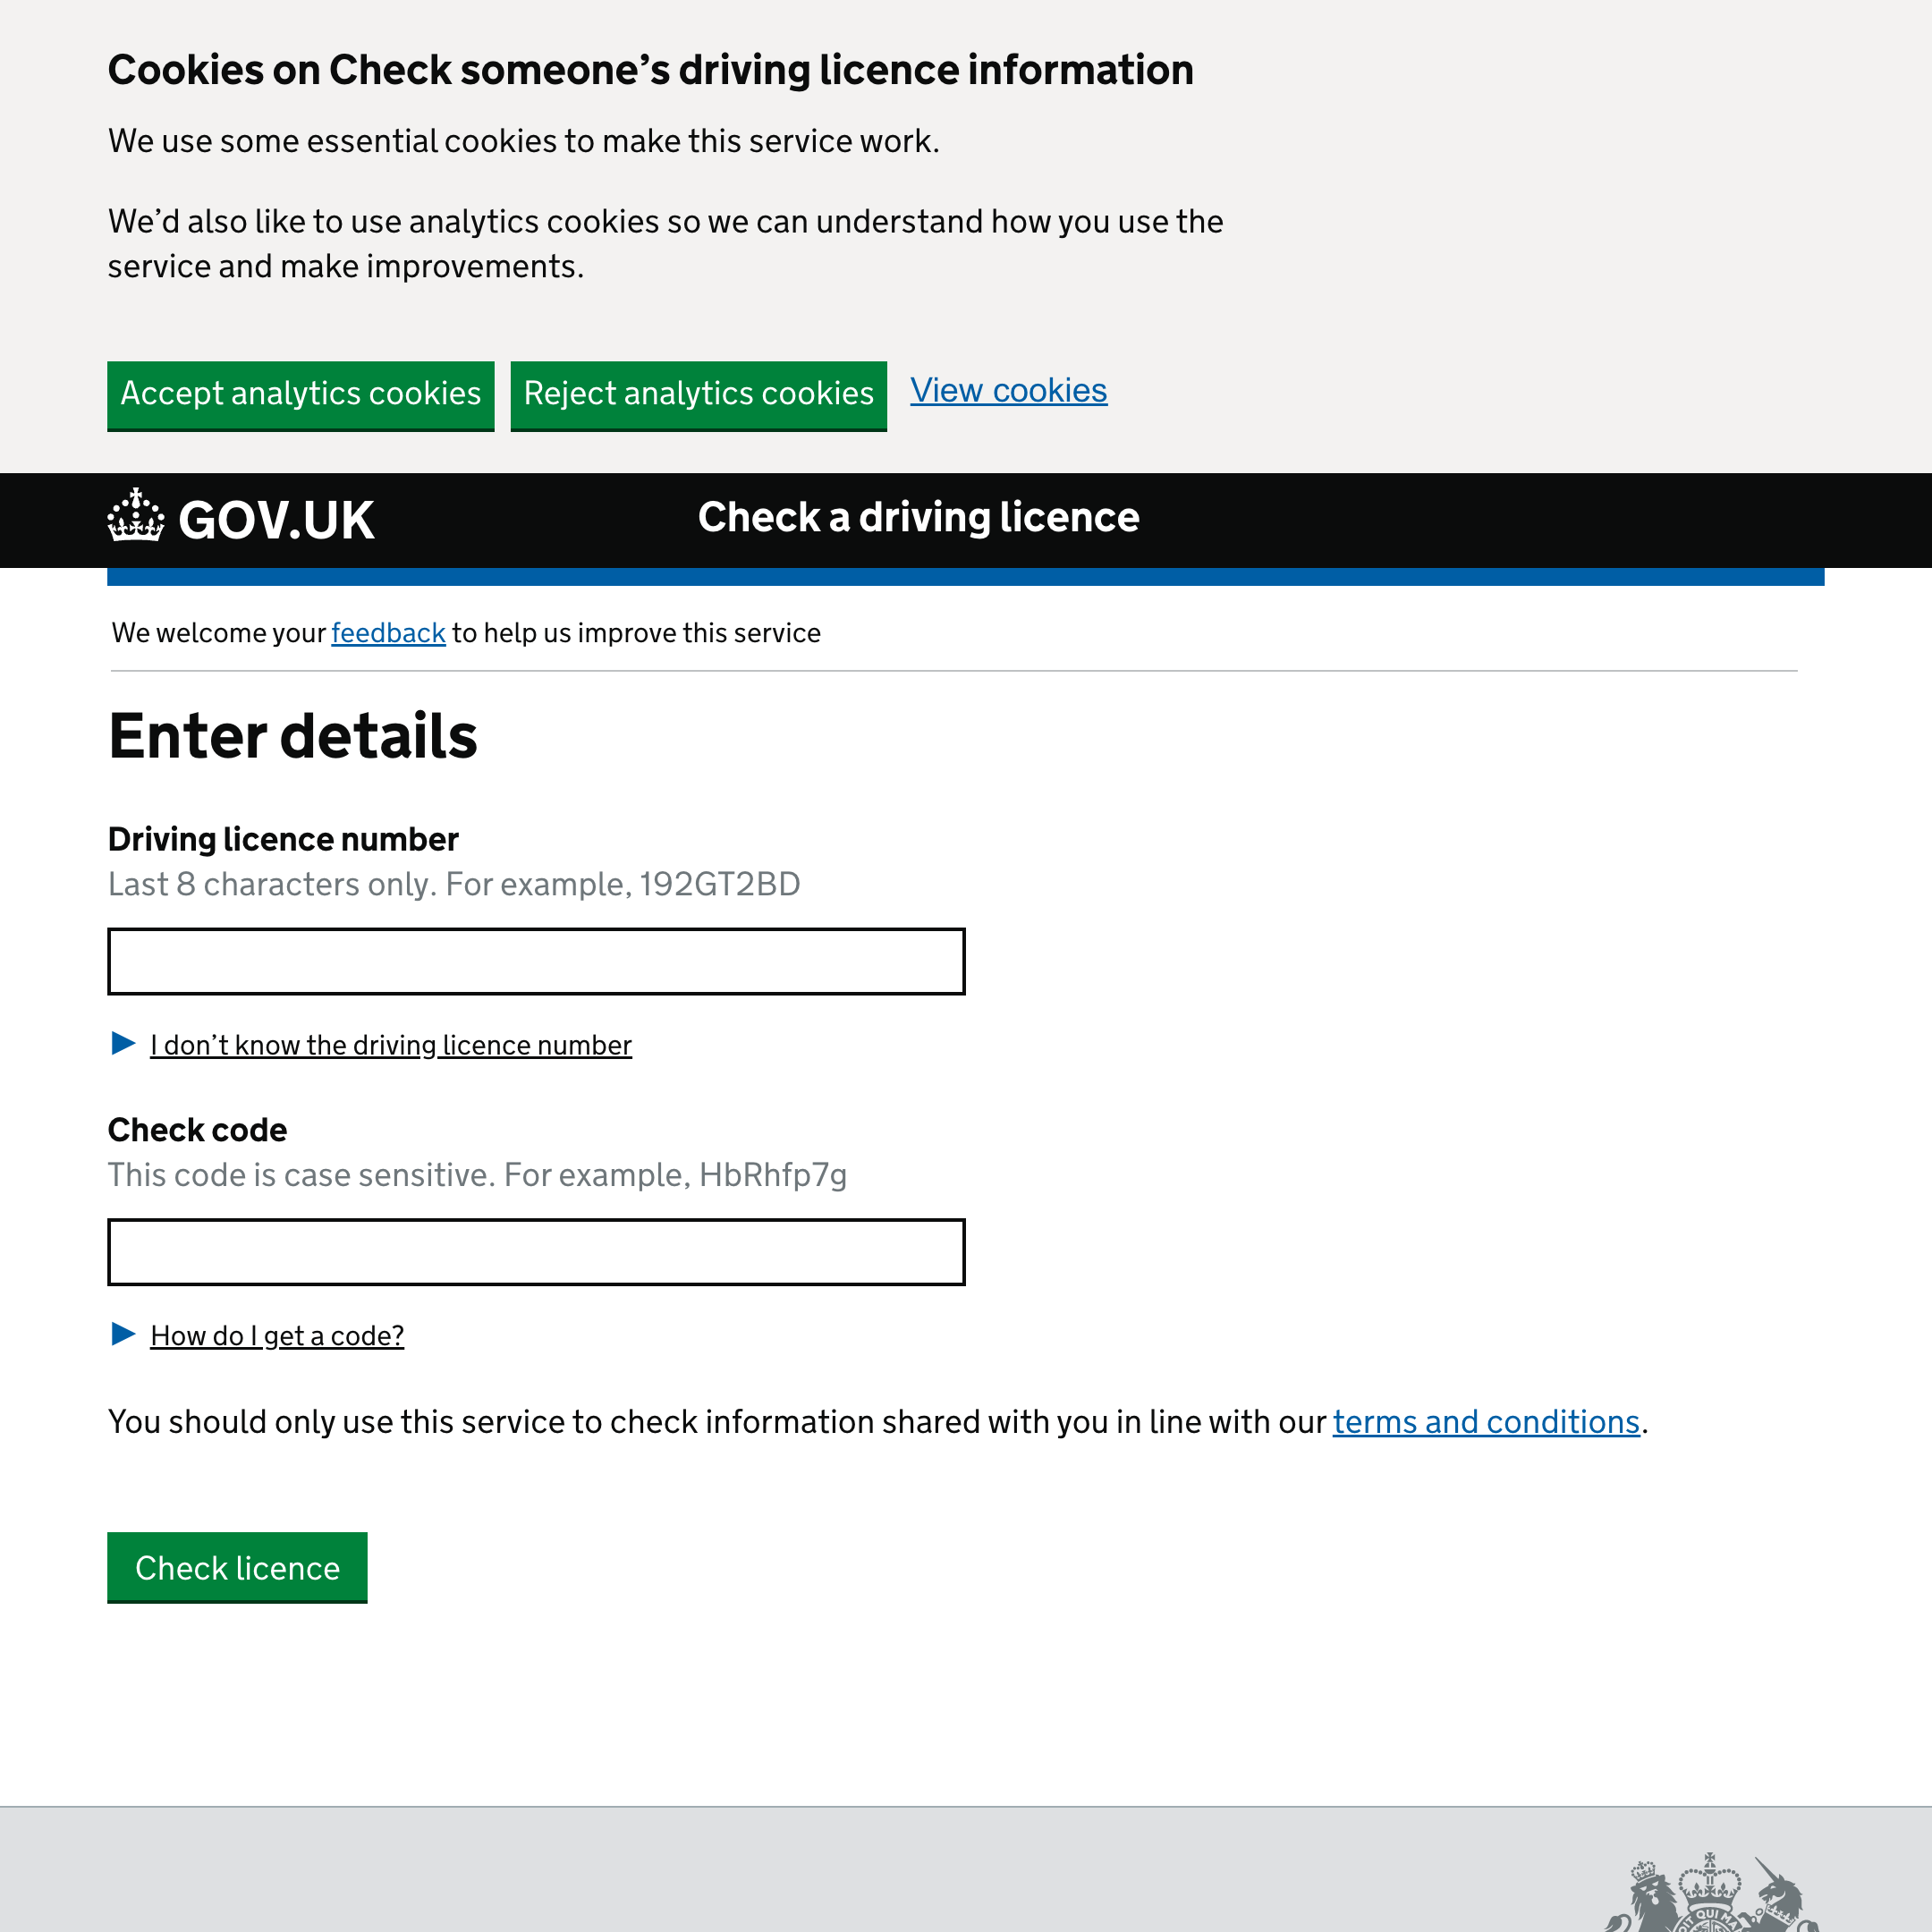 Cookies on Check someone’s driving licence information
We use some essential cookies to make this service work.
We’d also like to use analytics cookies so we can understand how you use the
service and make improvements.
Accept analytics cookies Reject analytics cookies View cookies
GOV.UK Check a driving licence
We welcome your feedback to help us improve this service
Enter details
Driving licence number
Last 8 characters only. For example, 192GT2BD
I don’t know the driving licence number
Check code
This code is case sensitive. For example, HbRhfp7g
How do I get a code?
You should only use this service to check information shared with you in line with our terms and conditions.
Check licence
QUI